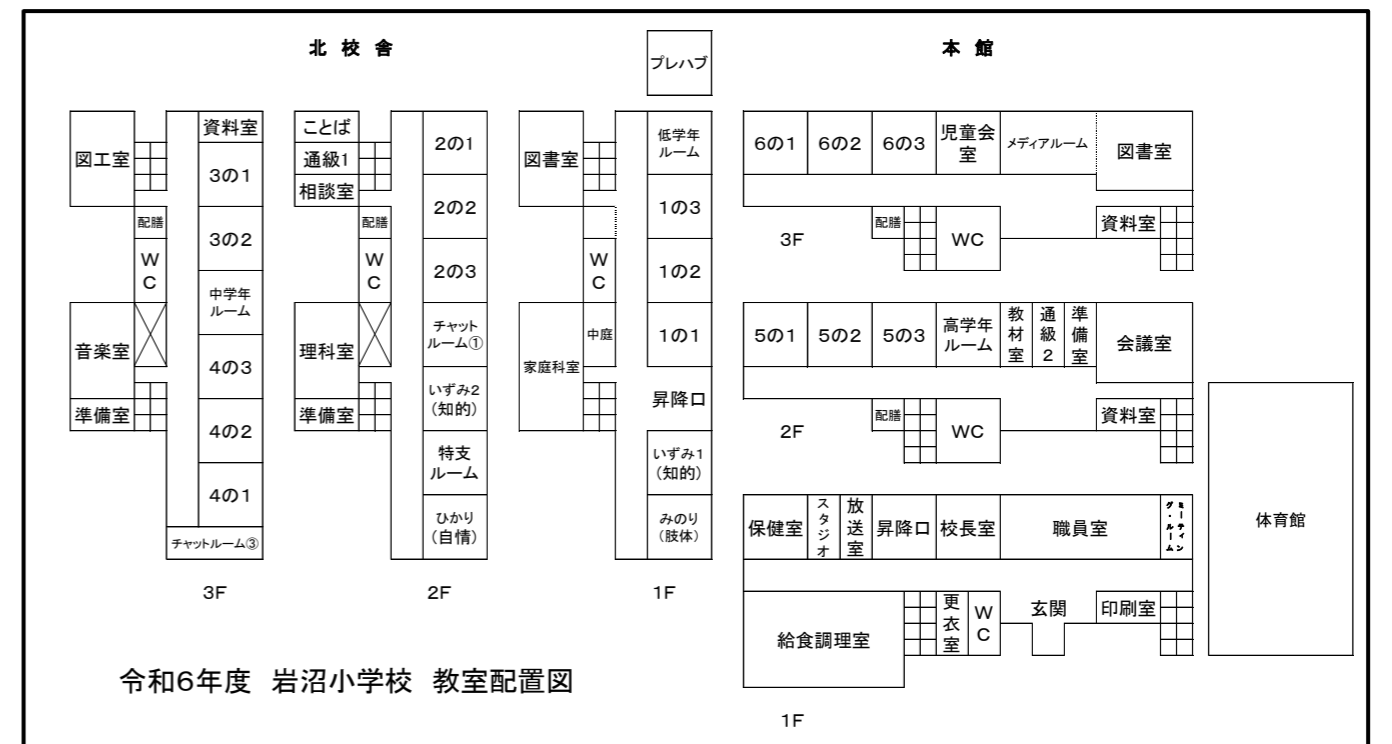 北校舎
本館
プレハブ
図工室
資料室
3の1
3の2
中学年
ルーム
4の3
4の2
4の1
チャットルーム③
配膳
W
C
音楽室
準備室
3F
ことば
通級1
相談室
配膳
W
C
理科室
準備室
2の1
2の2
2の3
チャット
ルーム①
いずみ2
(知的)
特支
ルーム
ひかり
(自情)
2F
図書室
W
C
中庭
家庭科室
低学年
ルーム
1の3
1の2
1の1
昇降口
いずみ1
(知的)
みのり
(肢体)
1F
6の1
6の2
6の3
児童会
室
メディアルーム
図書室
配膳
WC
資料室
3F
5の1
5の2
5の3
高学年
ルーム
教材室
通級2
準備室
会議室
配膳
WC
資料室
2F
保健室
スタジオ
放送室
昇降口
校長室
職員室
ミーティン
グ・ルーム
給食調理室
更衣室
W
C
玄関
印刷室
1F
体育館
令和6年度 岩沼小学校 教室配置図